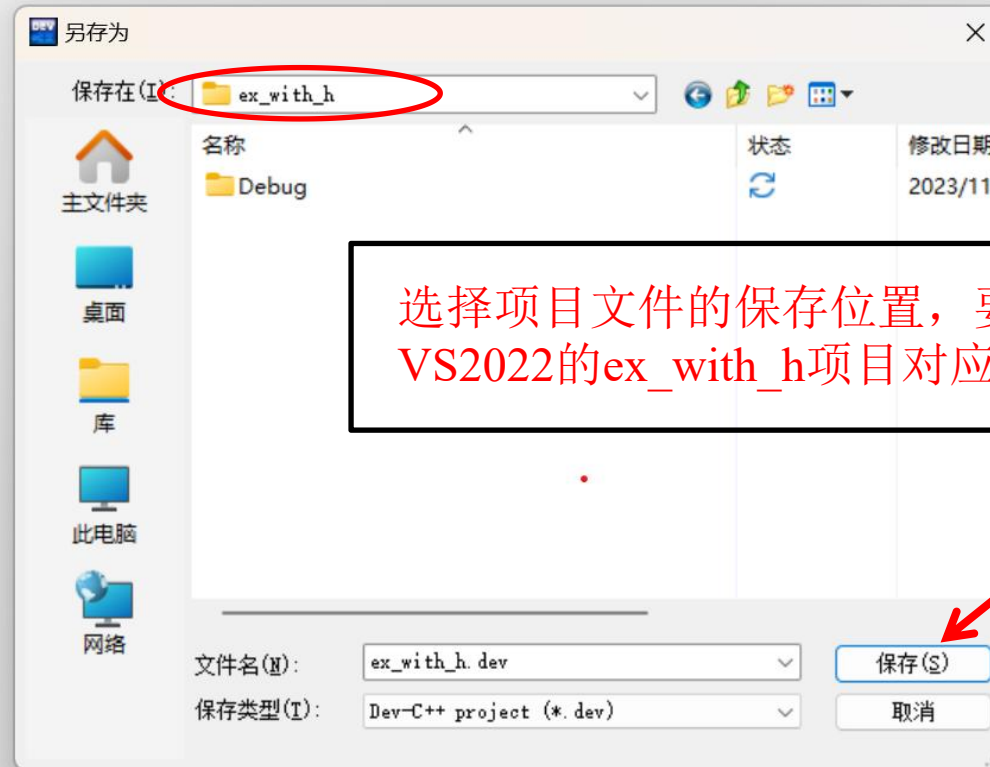 DEV 另存为
保存在(I): ex_with_h
名称 状态 修改日期
Debug 2023/11
主文件夹
桌面
选择项目文件的保存位置，
VS2022的ex_with_h项目对应
库
此电脑
网络
文件名(N): ex_with_h.dev 保存(S)
保存类型(T): Dev-C++ project (*.dev) 取消